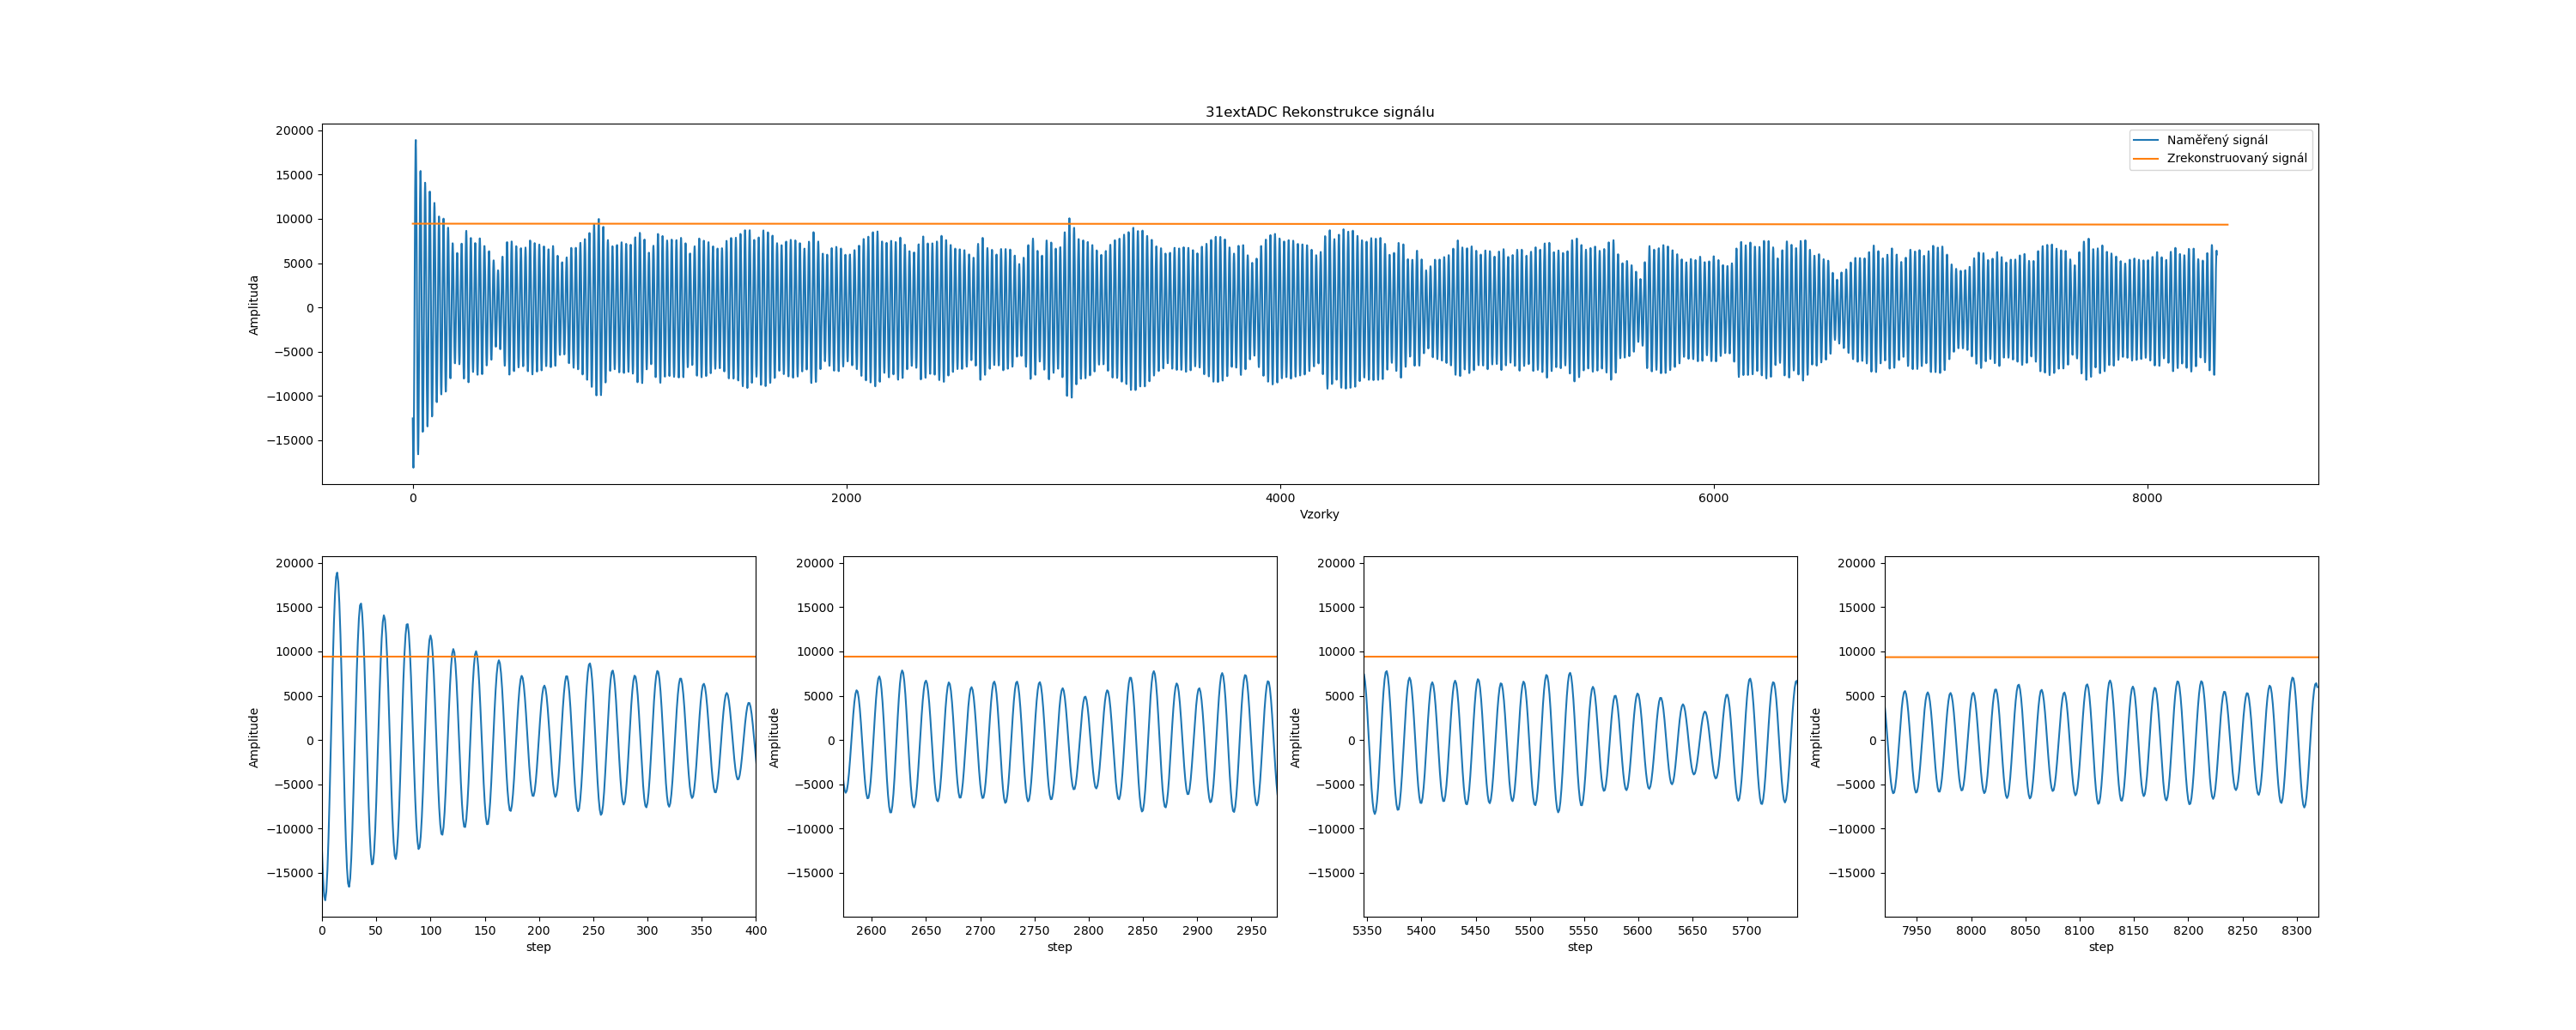 31extADC Rekonstrukce signálu
20000
15000
10000
5000
0
−5000
−10000
−15000
Amplituda
Naměřený signál
Zrekonstruovaný signál
0 2000 4000 6000 8000
Vzorky
20000
15000
10000
5000
0
−5000
−10000
−15000
Amplitude
0 50 100 150 200 250 300 350 400
step
20000
15000
10000
5000
0
−5000
−10000
−15000
Amplitude
2600 2650 2700 2750 2800 2850 2900 2950
step
20000
15000
10000
5000
0
−5000
−10000
−15000
Amplitude
5350 5400 5450 5500 5550 5600 5650 5700
step
20000
15000
10000
5000
0
−5000
−10000
−15000
Amplitude
7950 8000 8050 8100 8150 8200 8250 8300
step